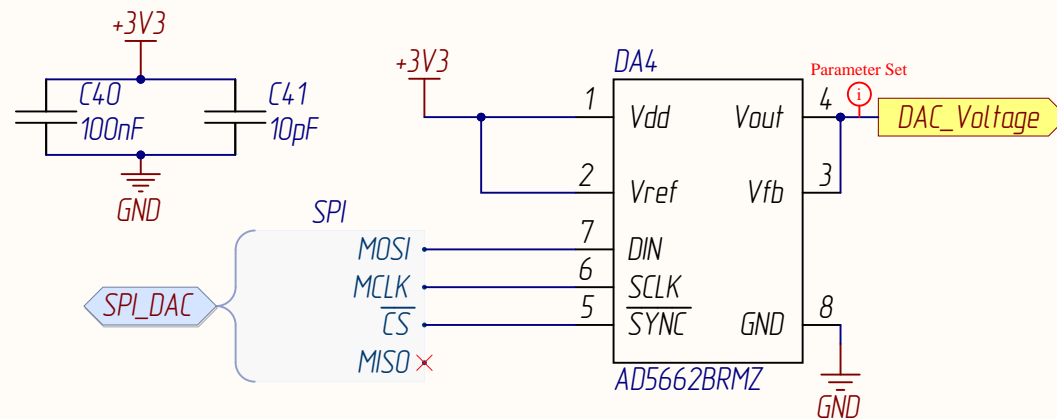 +3V3
C40
100nF
C41
10pF
GND
+3V3
DA4
Parameter Set
i
1
Vdd
Vout
4
DAC_Voltage
2
Vref
Vfb
3
SPI
MOSI
7
DIN
MCLK
6
SCLK
SPI_DAC
CS
5
SYNC
GND
8
MISO
AD5662BRMZ
GND